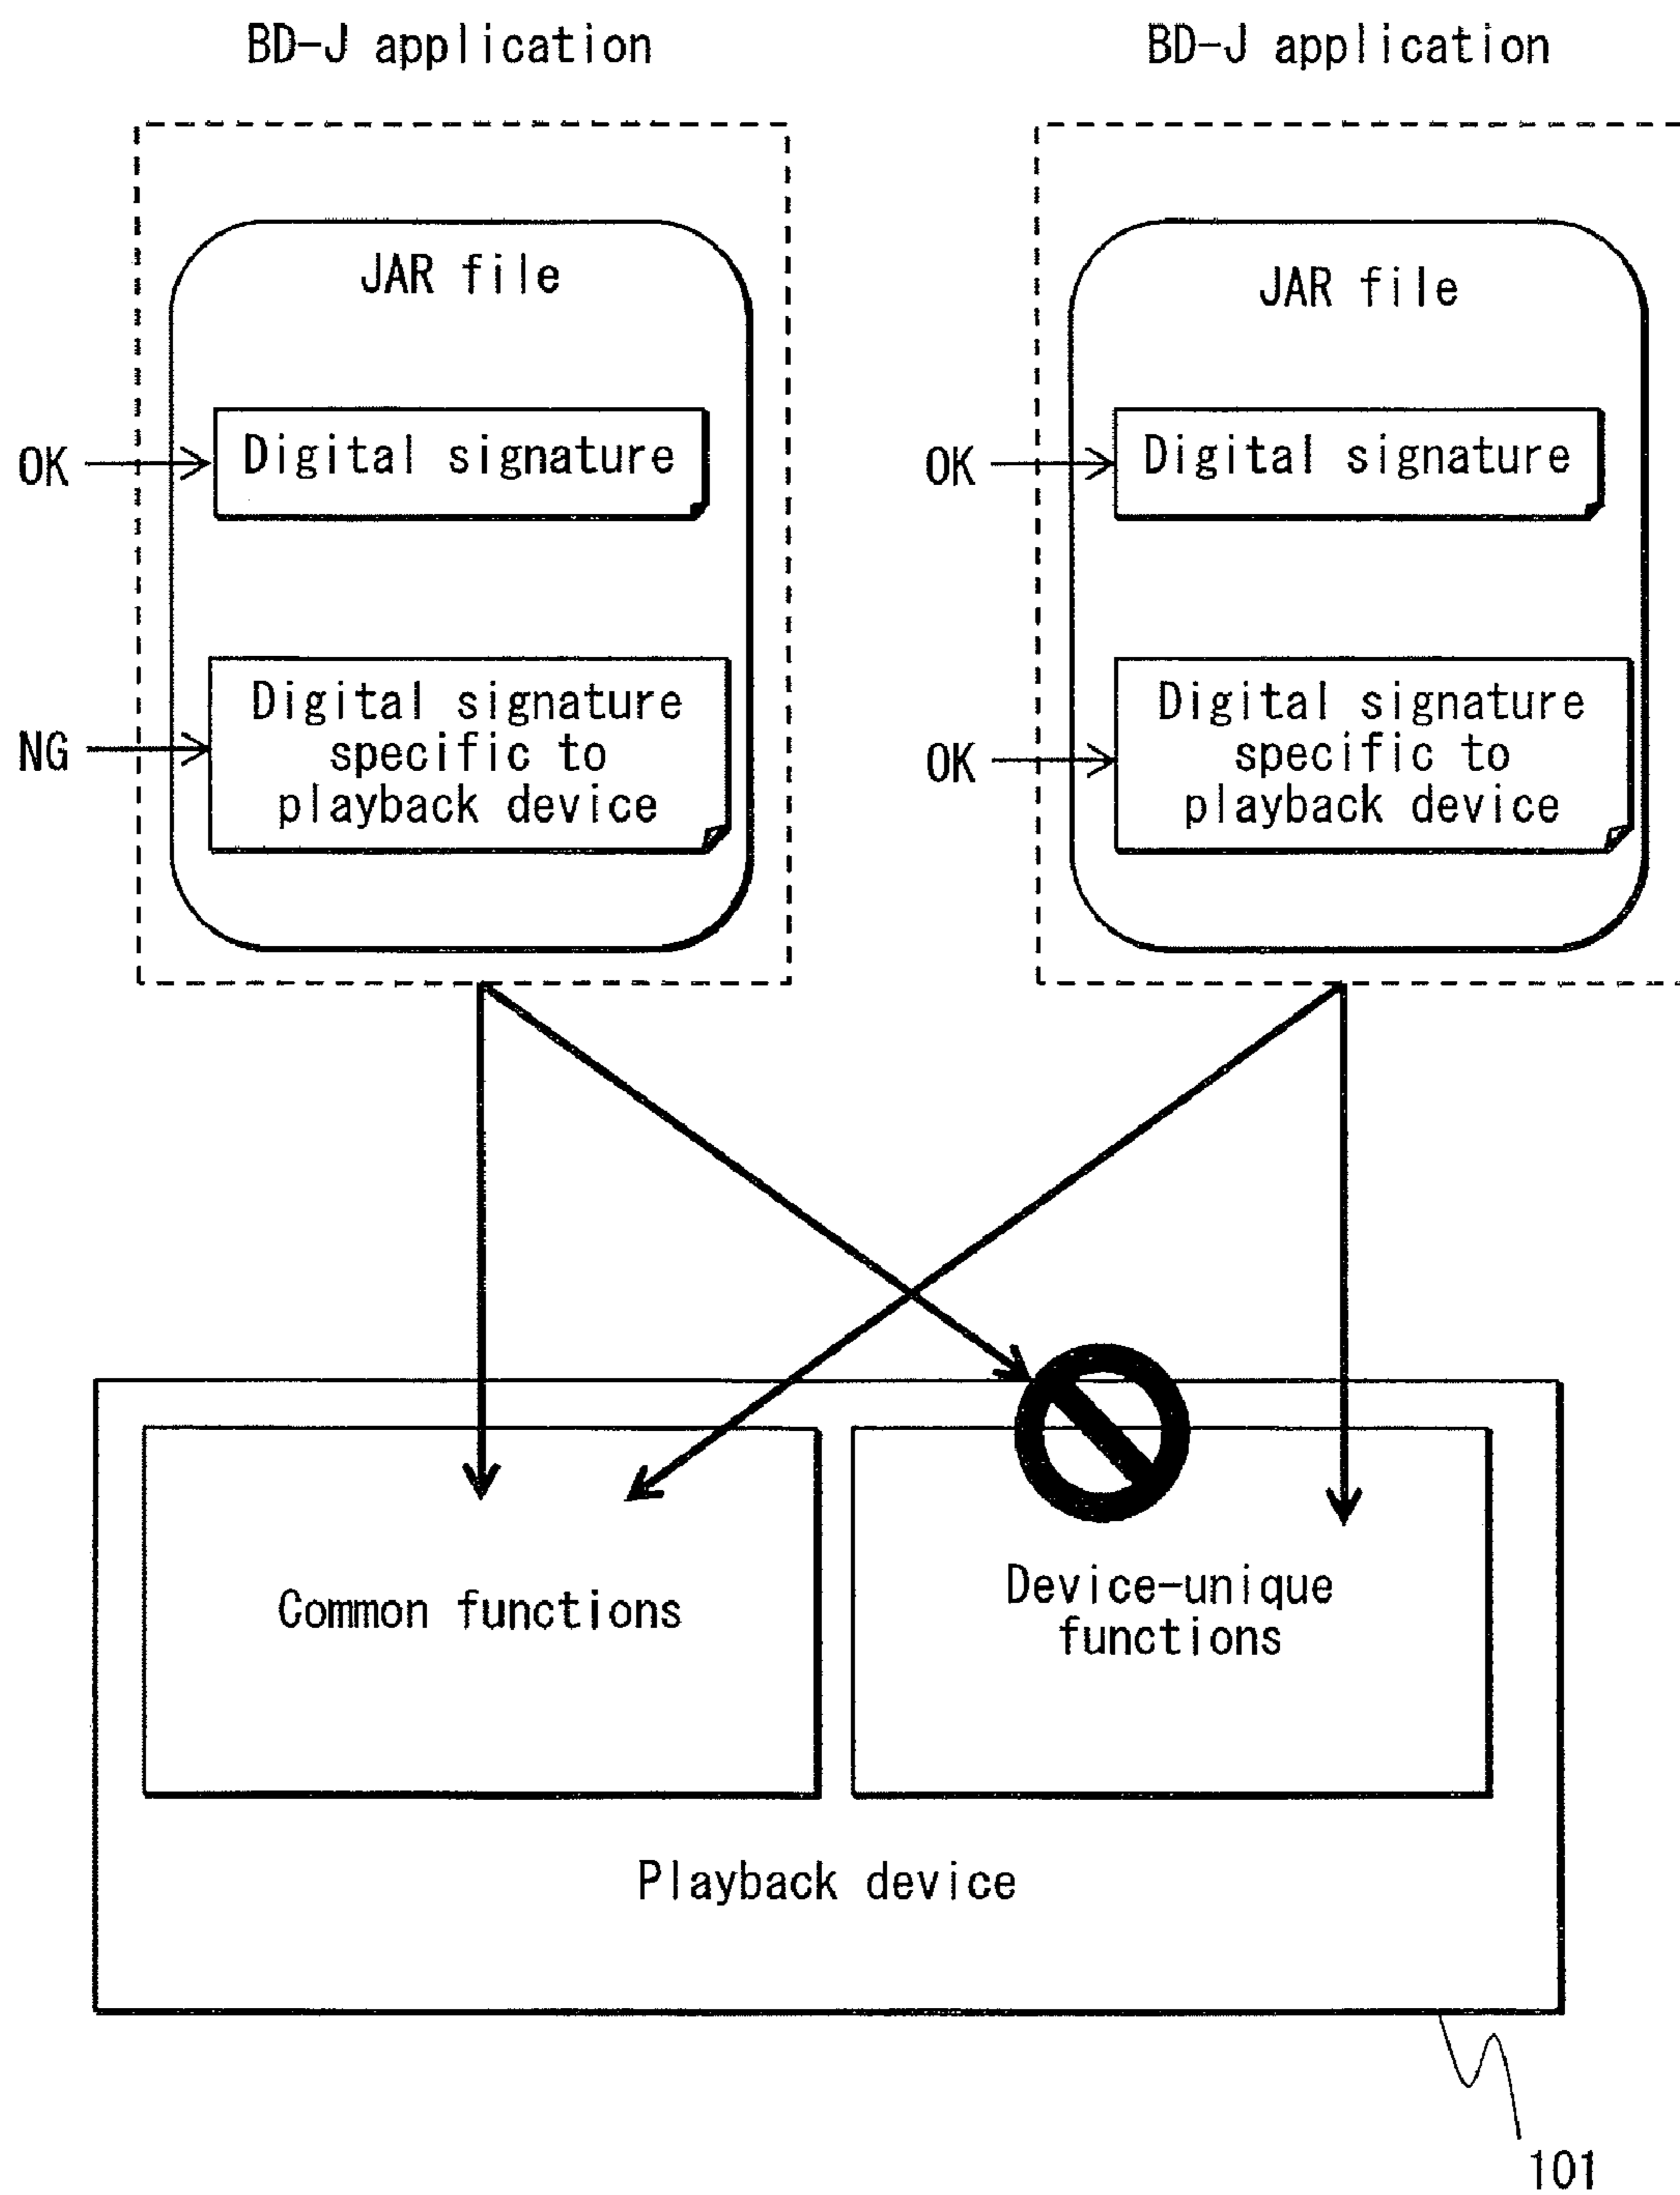 BD-J application
BD-J application
JAR file
JAR file
OK
Digital signature
OK
Digital signature
NG
Digital signature
specific to
playback device
OK
Digital signature
specific to
playback device
Common functions
Device-unique
functions
Playback device
101